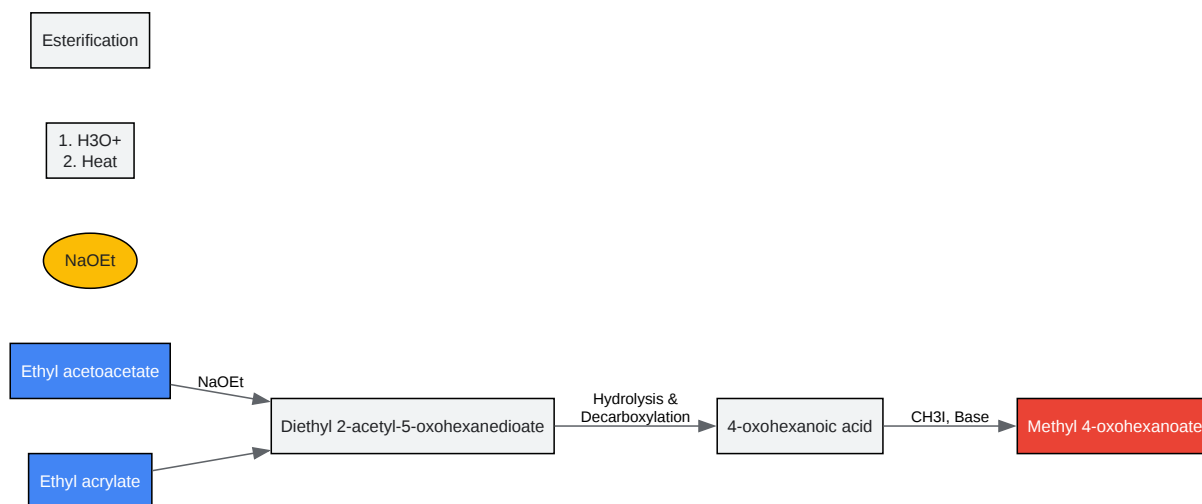 Esterification
1. H3O+
2. Heat
NaOEt
Ethyl acetoacetate
NaOEt
Ethyl acrylate
Diethyl 2-acetyl-5-oxohexanedioate
Hydrolysis &
Decarboxylation
4-oxohexanoic acid
CH3I, Base
Methyl 4-oxohexanoate